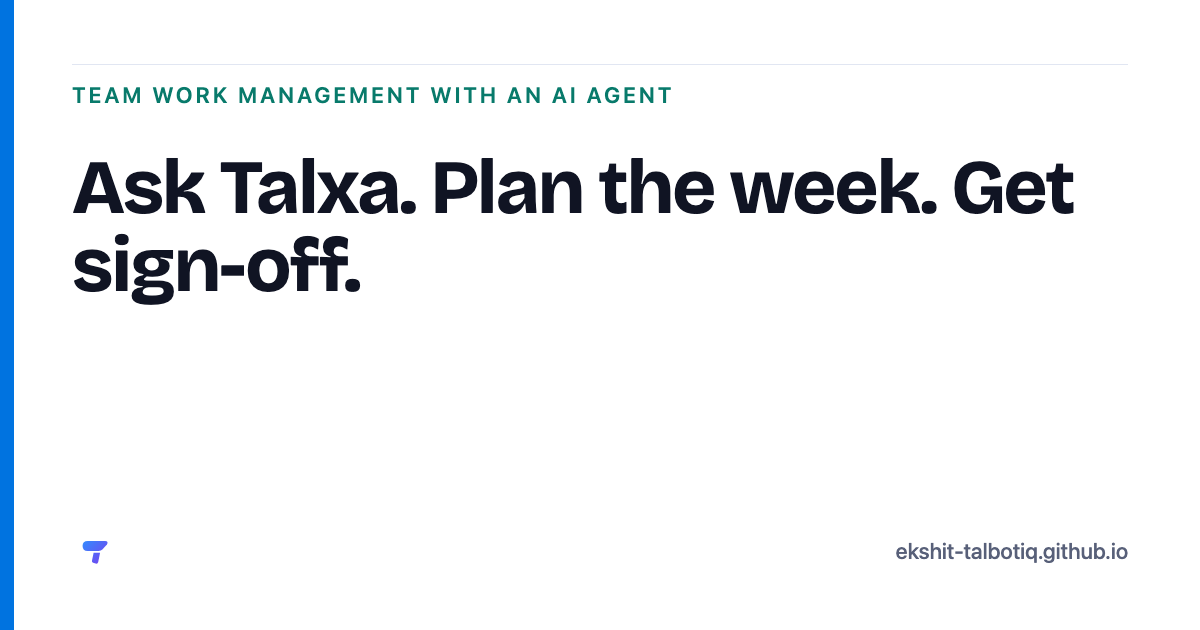 TEAM WORK MANAGEMENT WITH AN AI AGENT
Ask Talxa. Plan the week. Get
sign-off.
ekshit-talbotiq.github.io